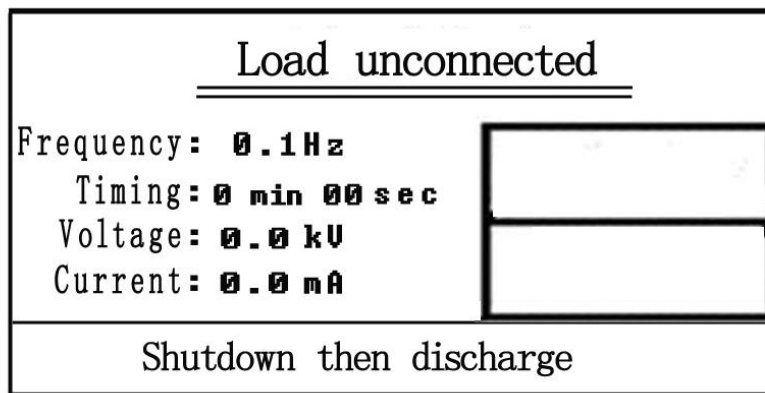 Load unconnected
Frequency: 0.1Hz
Timing: 0 min 00 sec
Voltage: 0.0 kV
Current: 0.0 mA
Shutdown then discharge